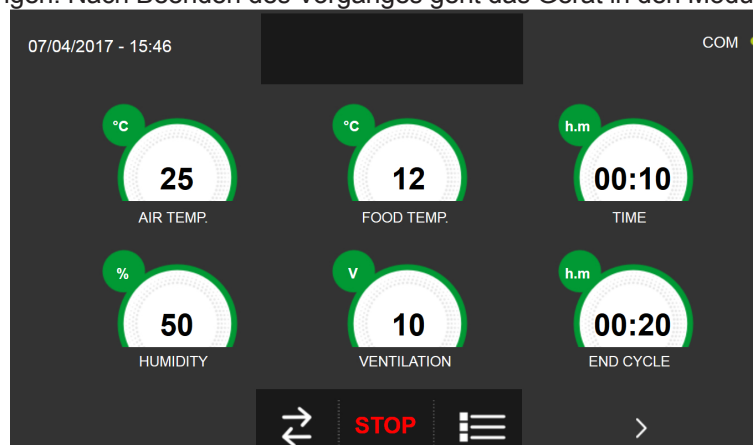 igen. Nach Beenden des Vorganges geht das Gerät in den Modu
07/04/2017 - 15:46
COM
°C
°C
h.m
25
12
00:10
AIR TEMP.
FOOD TEMP.
TIME
%
V
h.m
50
10
00:20
HUMIDITY
VENTILATION
END CYCLE
STOP